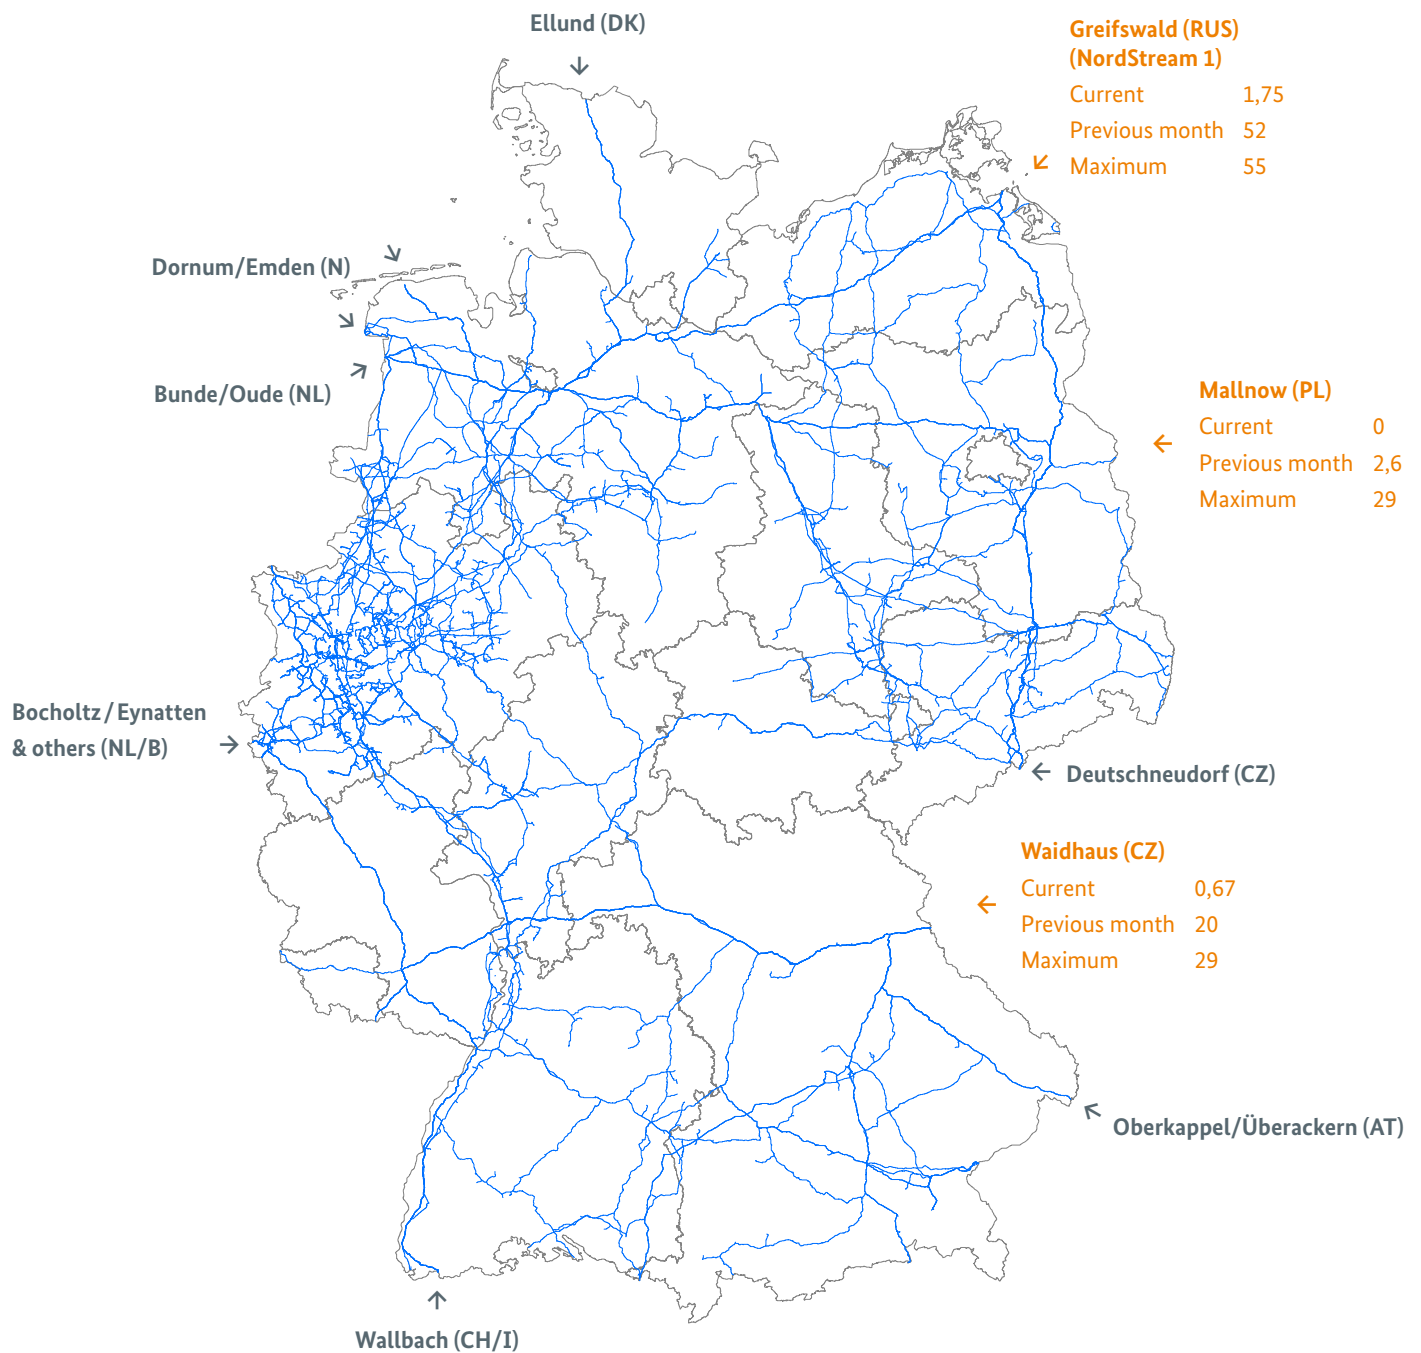 Ellund (DK)
Greifswald (RUS)
(NordStream 1)
Current 1,75
Previous month 52
Maximum 55
Dornum/Emden (N)
Bunde/Oude (NL)
Mallnow (PL)
Current 0
Previous month 2,6
Maximum 29
Bocholtz / Eynatten
& others (NL/B)
Deutschneudorf (CZ)
Waidhaus (CZ)
Current 0,67
Previous month 20
Maximum 29
Oberkappel/Überackern (AT)
Wallbach (CH/I)